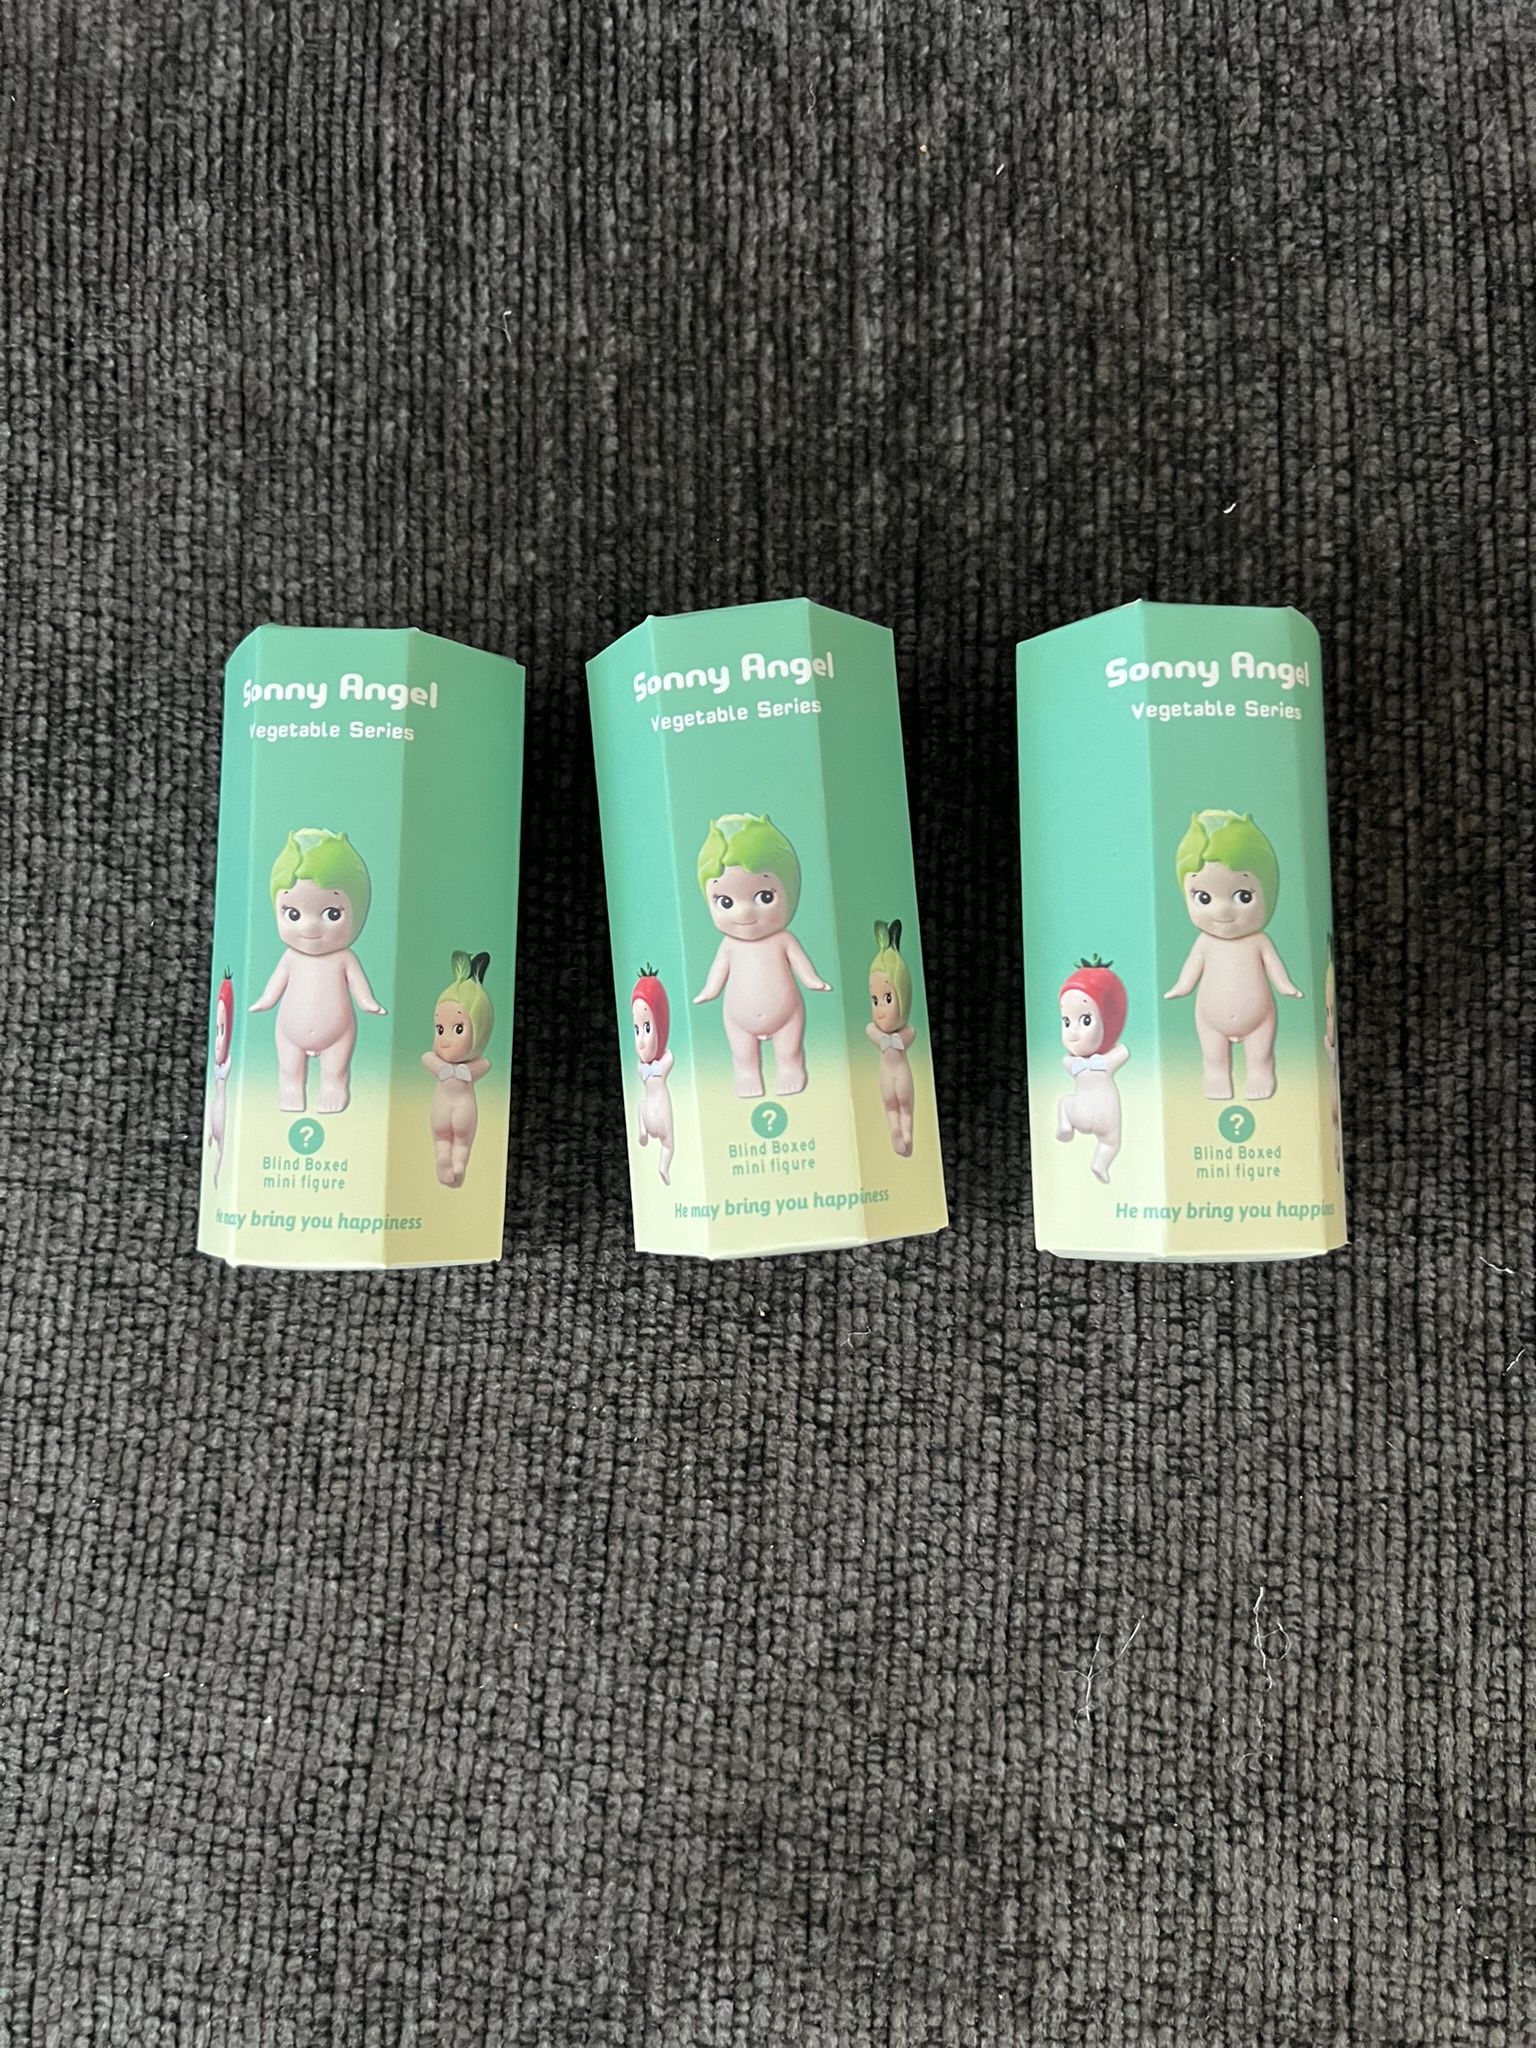 Sonny Angel
Vegetable Series
?
Blind Boxed
mini figure
He may bring you happiness
Sonny Angel
Vegetable Series
?
Blind Boxed
mini figure
He may bring you happiness
Sonny Angel
Vegetable Series
?
Blind Boxed
mini figure
He may bring you happiness